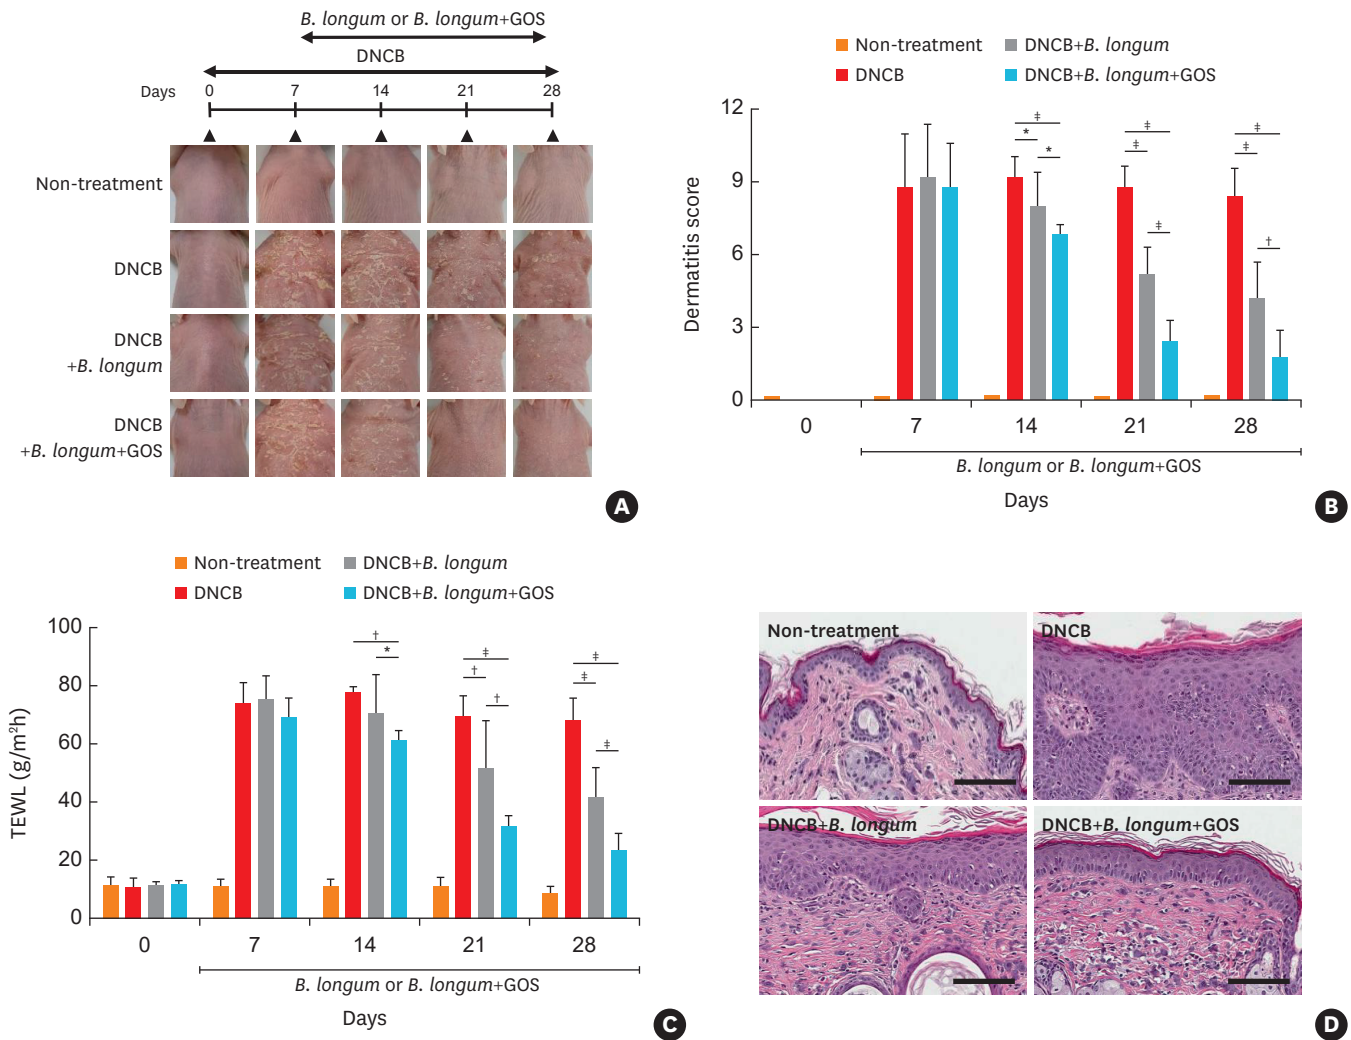 B. longum or B. longum+GOS
DNCB
Days 0 7 14 21 28
Non-treatment
DNCB
DNCB
+B. longum
DNCB
+B. longum+GOS
A
Non-treatment DNCB+B. longum
DNCB DNCB+B. longum+GOS
Dermatitis score
12
9
6
3
0
‡
*
*
‡
‡
‡
‡
‡
†
0 7 14 21 28
B. longum or B. longum+GOS
Days
B
Non-treatment DNCB+B. longum
DNCB DNCB+B. longum+GOS
TEWL (g/m²h)
100
80
60
40
20
0
†
*
‡
†
†
‡
‡
‡
0 7 14 21 28
B. longum or B. longum+GOS
Days
C
Non-treatment
DNCB
DNCB+B. longum
DNCB+B. longum+GOS
D